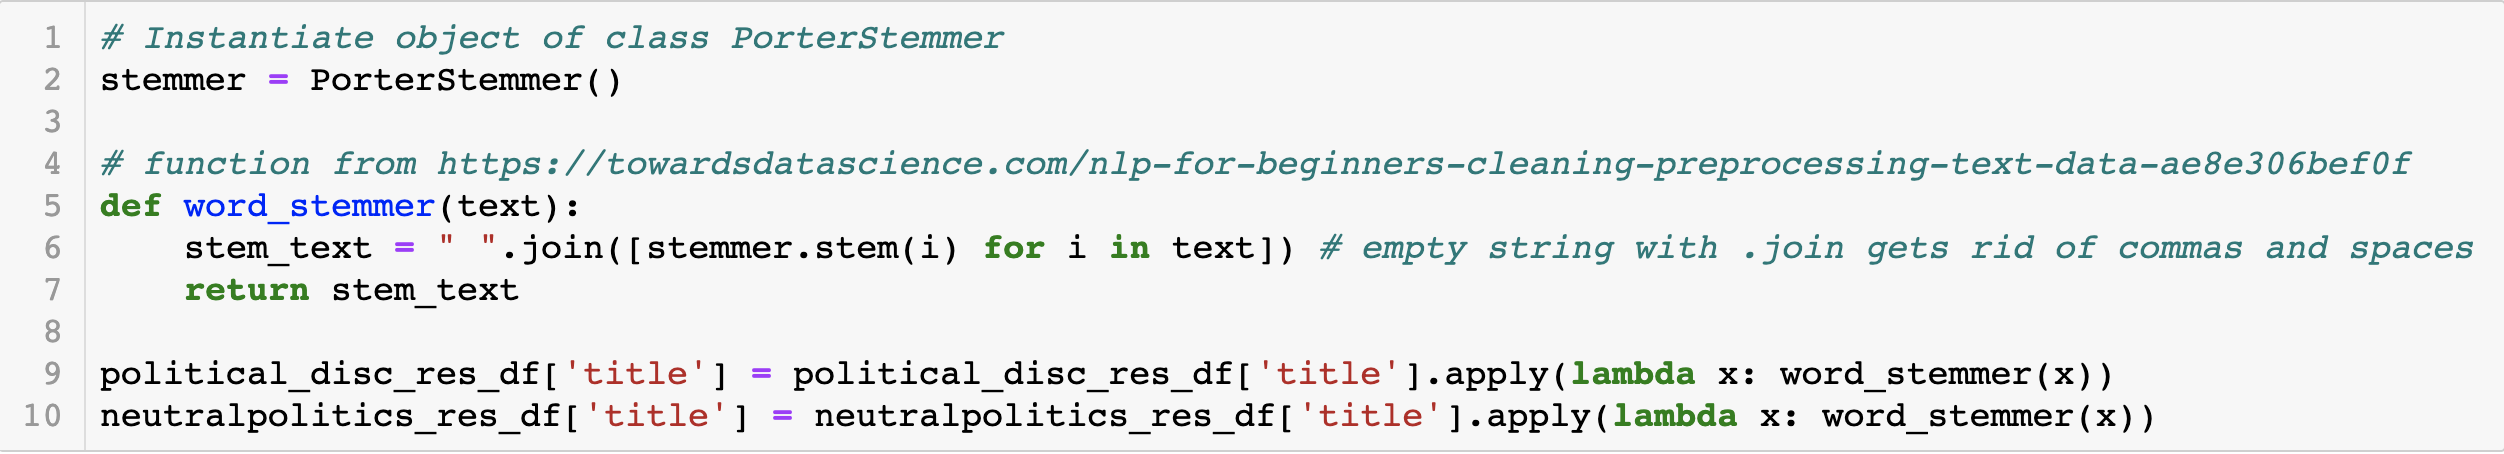 1 # Instantiate object of class PorterStemmer
2 stemmer = PorterStemmer()
3
4 # function from https://towardsdatascience.com/nlp-for-beginners-cleaning-preprocessing-text-data-ae8e306bef0f
5 def word_stemmer(text):
6     stem_text = " ".join([stemmer.stem(i) for i in text]) # empty string with .join gets rid of commas and spaces
7     return stem_text
8
9 political_disc_res_df['title'] = political_disc_res_df['title'].apply(lambda x: word_stemmer(x))
10 neutralpolitics_res_df['title'] = neutralpolitics_res_df['title'].apply(lambda x: word_stemmer(x))